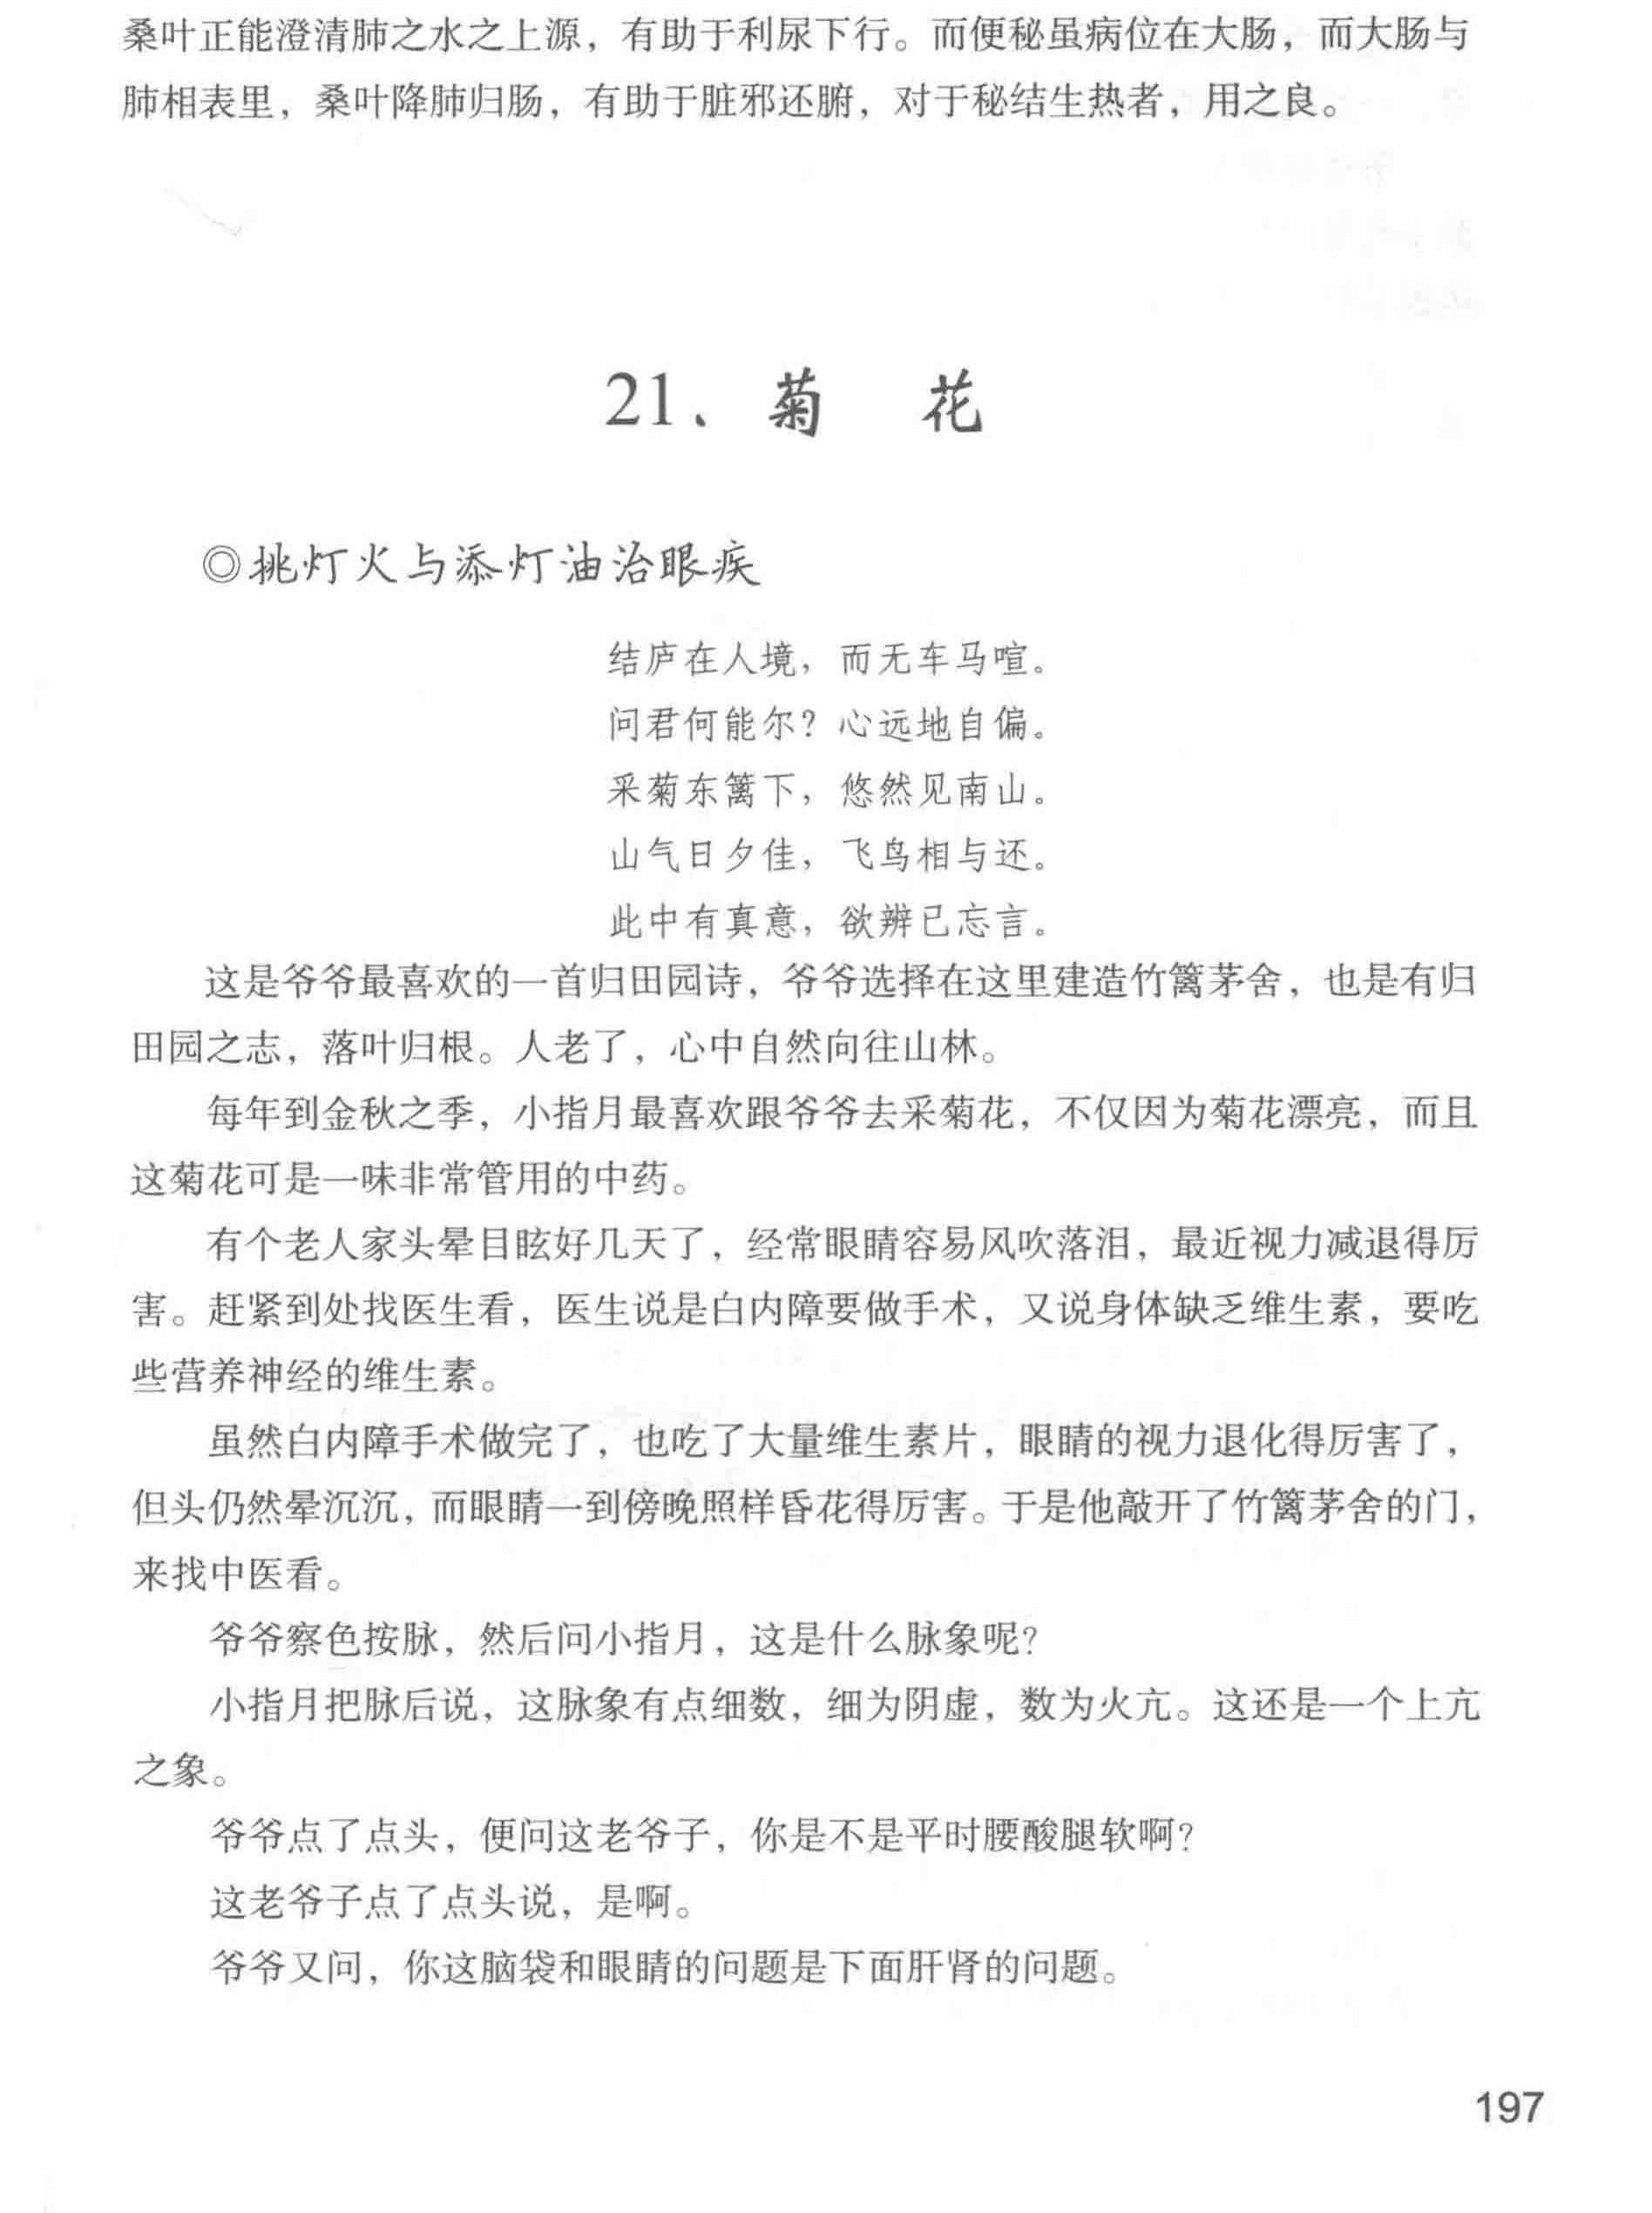 桑叶正能澄清肺之水之上源，有助于利尿下行。而便秘虽病位在大肠，而大肠与
肺相表里，桑叶降肺归肠，有助于脏邪还腑，对于秘结生热者，用之良。
21、菊 花
◎挑灯火与添灯油治眼疾
结庐在人境，而无车马喧。
问君何能尔？心远地自偏。
采菊东篱下，悠然见南山。
山气日夕佳，飞鸟相与还。
此中有真意，欲辨已忘言。
这是爷爷最喜欢的一首归田园诗，爷爷选择在这里建造竹篱茅舍，也是有归
田园之志，落叶归根。人老了，心中自然向往山林。
每年到金秋之季，小指月最喜欢跟爷爷去采菊花，不仅因为菊花漂亮，而且
这菊花可是一味非常管用的中药。
有个老人家头晕目眩好几天了，经常眼睛容易风吹落泪，最近视力减退得厉
害。赶紧到处找医生看，医生说是白内障要做手术，又说身体缺乏维生素，要吃
些营养神经的维生素。
虽然白内障手术做完了，也吃了大量维生素片，眼睛的视力退化得厉害了，
但头仍然晕沉沉，而眼睛一到傍晚照样昏花得厉害。于是他敲开了竹篱茅舍的门，
来找中医看。
爷爷察色按脉，然后问小指月，这是什么脉象呢？
小指月把脉后说，这脉象有点细数，细为阴虚，数为火亢。这还是一个上亢
之象。
爷爷点了点头，便问这老爷子，你是不是平时腰酸腿软啊？
这老爷子点了点头说，是啊。
爷爷又问，你这脑袋和眼睛的问题是下面肝肾的问题。
197